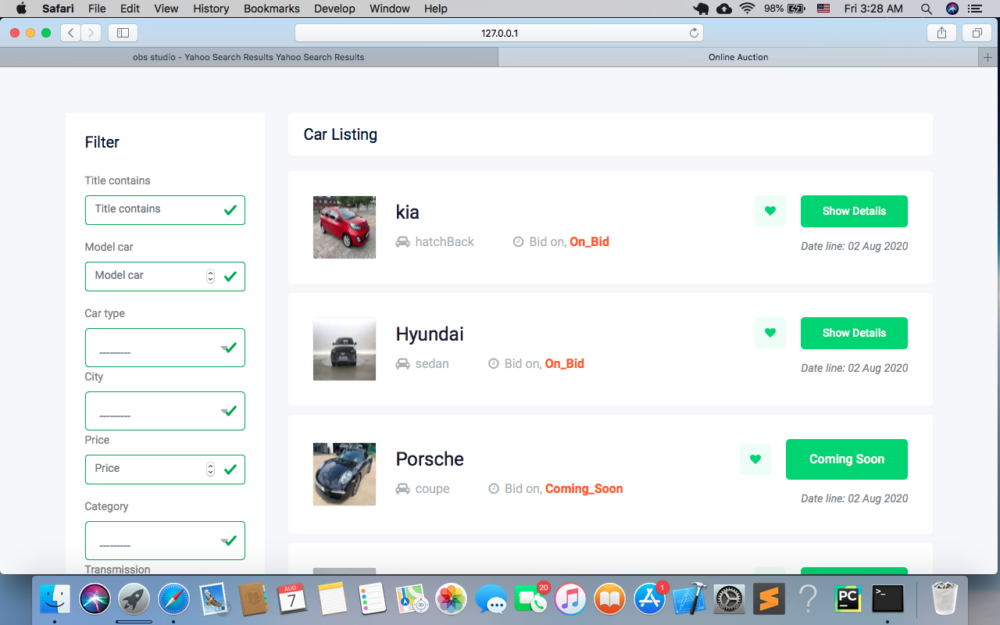 Safari File Edit View History Bookmarks Develop Window Help 98% Fri 3:28 AM
127.0.0.1
obs studio - Yahoo Search Results Yahoo Search Results
Online Auction
Filter
Title contains
Title contains
Model car
Model car
Car type
---------
City
---------
Price
Price
Category
---------
Transmission
Car Listing
kia
hatchBack Bid on, On_Bid
Show Details
Date line: 02 Aug 2020
Hyundai
sedan Bid on, On_Bid
Show Details
Date line: 02 Aug 2020
Porsche
coupe Bid on, Coming_Soon
Coming Soon
Date line: 02 Aug 2020
AUG
7
30
20
1
PC
>_